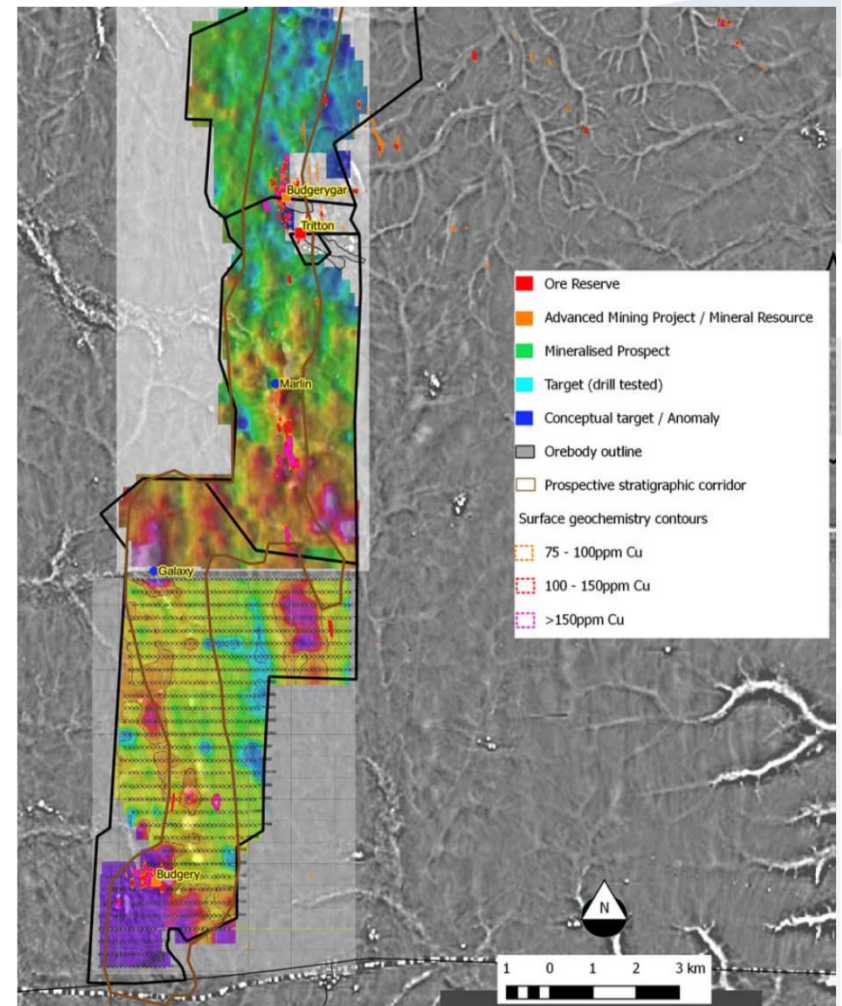 Budgerygar
Tritton
Marlin
Galaxy
Budgery
Ore Reserve
Advanced Mining Project / Mineral Resource
Mineralised Prospect
Target (drill tested)
Conceptual target / Anomaly
Orebody outline
Prospective stratigraphic corridor
Surface geochemistry contours
75 - 100ppm Cu
100 - 150ppm Cu
>150ppm Cu
N
1 0 1 2 3 km